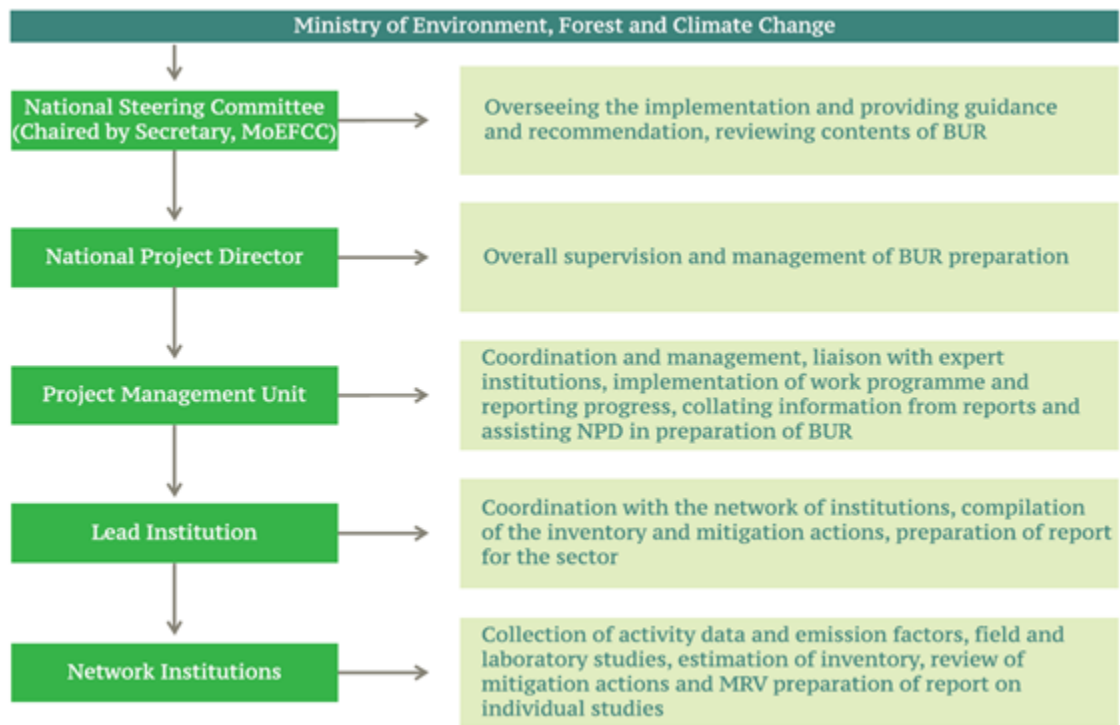 Ministry of Environment, Forest and Climate Change
National Steering Committee
(Chaired by Secretary, MoEFCC)
Overseeing the implementation and providing guidance
and recommendation, reviewing contents of BUR
National Project Director
Overall supervision and management of BUR preparation
Project Management Unit
Coordination and management, liaison with expert
institutions, implementation of work programme and
reporting progress, collating information from reports and
assisting NPD in preparation of BUR
Lead Institution
Coordination with the network of institutions, compilation
of the inventory and mitigation actions, preparation of report
for the sector
Network Institutions
Collection of activity data and emission factors, field and
laboratory studies, estimation of inventory, review of
mitigation actions and MRV preparation of report on
individual studies